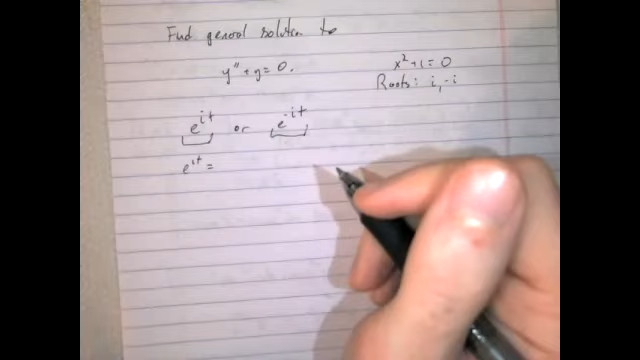 Find general solution to
y'' + y = 0.
x² + 1 = 0
Roots: i, -i
e^{it} or e^{-it}
e^{it} =